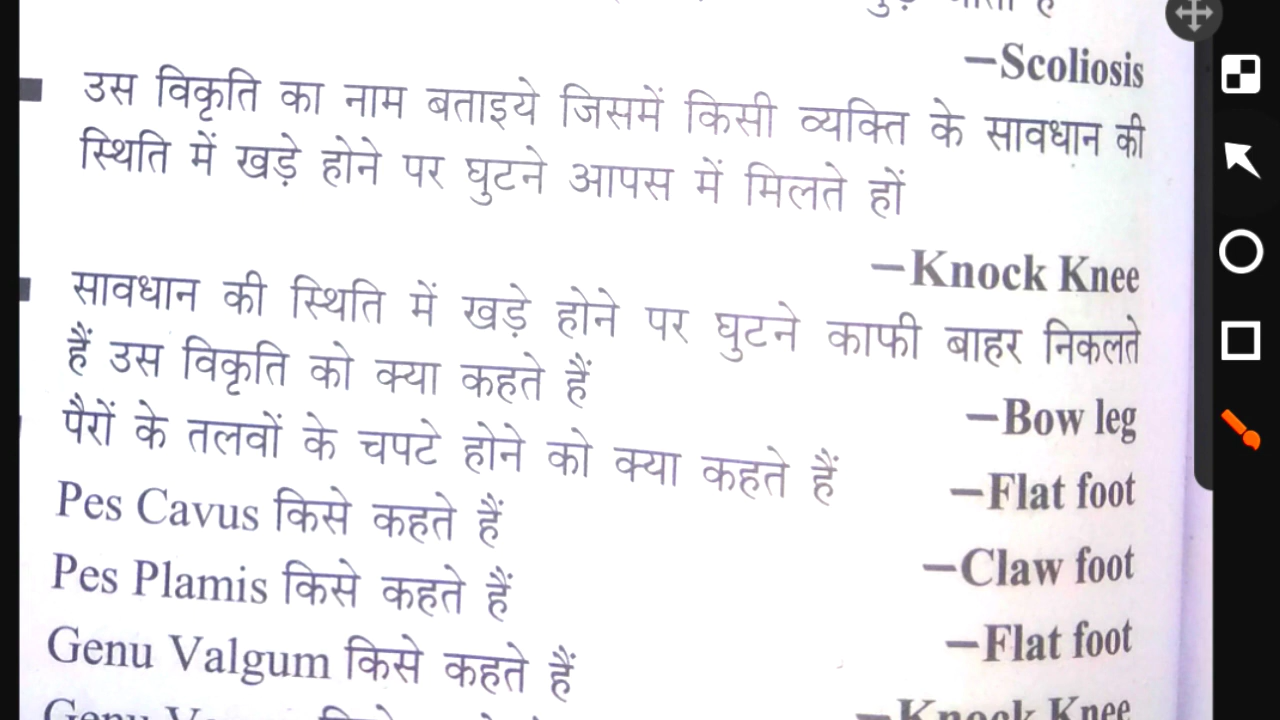 –Scoliosis
उस विकृति का नाम बताइये जिसमें किसी व्यक्ति के सावधान की
स्थिति में खड़े होने पर घुटने आपस में मिलते हों
–Knock Knee
सावधान की स्थिति में खड़े होने पर घुटने काफी बाहर निकलते
हैं उस विकृति को क्या कहते हैं
–Bow leg
पैरों के तलवों के चपटे होने को क्या कहते हैं –Flat foot
Pes Cavus किसे कहते हैं –Claw foot
Pes Plamis किसे कहते हैं –Flat foot
Genu Valgum किसे कहते हैं –Knock Knee